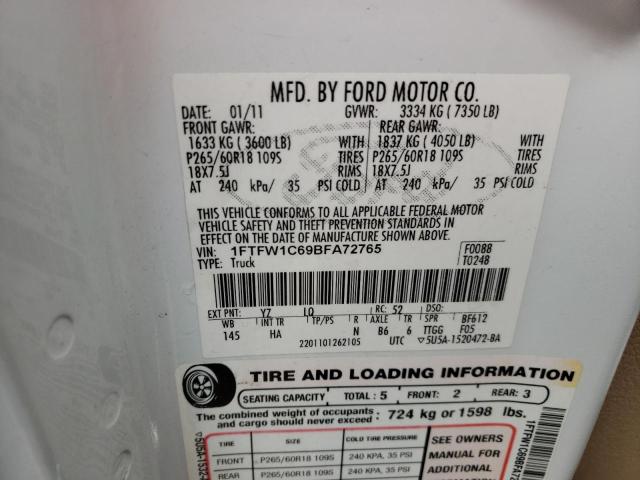 MFD. BY FORD MOTOR CO.
DATE: 01/11 GVWR: 3334 KG ( 7350 LB)
FRONT GAWR: REAR GAWR:
1633 KG ( 3600 LB) WITH 1837 KG ( 4050 LB) WITH
P265/60R18 109S TIRES P265/60R18 109S TIRES
18X7.5J RIMS 18X7.5J RIMS
AT 240 kPa/ 35 PSI COLD AT 240 kPa/ 35 PSI COLD
THIS VEHICLE CONFORMS TO ALL APPLICABLE FEDERAL MOTOR
VEHICLE SAFETY AND THEFT PREVENTION STANDARDS IN
EFFECT ON THE DATE OF MANUFACTURE SHOWN ABOVE.
VIN: 1FTFW1C69BFA72765 F0088
TYPE: Truck T0248
EXT PNT: YZ LQ RC: 52 DSO:
WB INT TR TP/PS R AXLE TR SPR BF612
145 HA N B6 6 TTGG F05
2201101262105 UTC ▽5U5A-1520472-BA
TIRE AND LOADING INFORMATION
SEATING CAPACITY TOTAL : 5 FRONT: 2 REAR: 3
The combined weight of occupants and cargo should never exceed: 724 kg or 1598 lbs.
TIRE SIZE COLD TIRE PRESSURE SEE OWNERS
FRONT P265/60R18 109S 240 KPA, 35 PSI MANUAL FOR
REAR P265/60R18 109S 240 KPA, 35 PSI